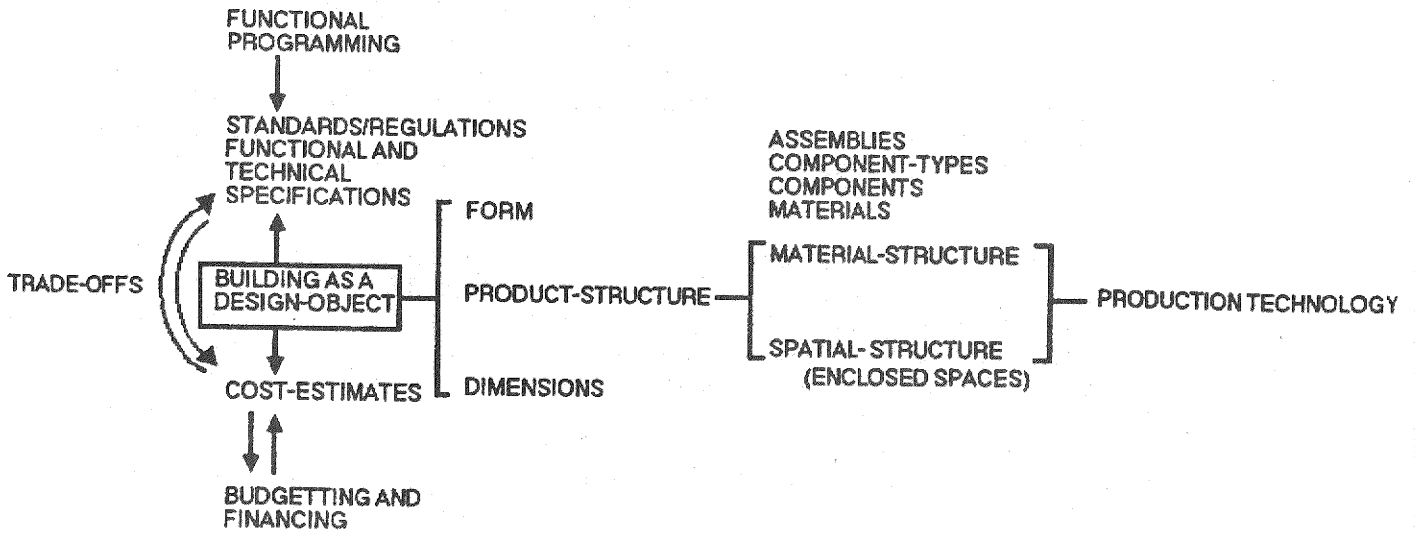 FUNCTIONAL
PROGRAMMING
STANDARDS/REGULATIONS
FUNCTIONAL AND
TECHNICAL
SPECIFICATIONS
TRADE-OFFS
BUILDING AS A
DESIGN-OBJECT
COST-ESTIMATES
BUDGETTING AND
FINANCING
FORM
PRODUCT-STRUCTURE
DIMENSIONS
ASSEMBLIES
COMPONENT-TYPES
COMPONENTS
MATERIALS
MATERIAL-STRUCTURE
SPATIAL-STRUCTURE
(ENCLOSED SPACES)
PRODUCTION TECHNOLOGY